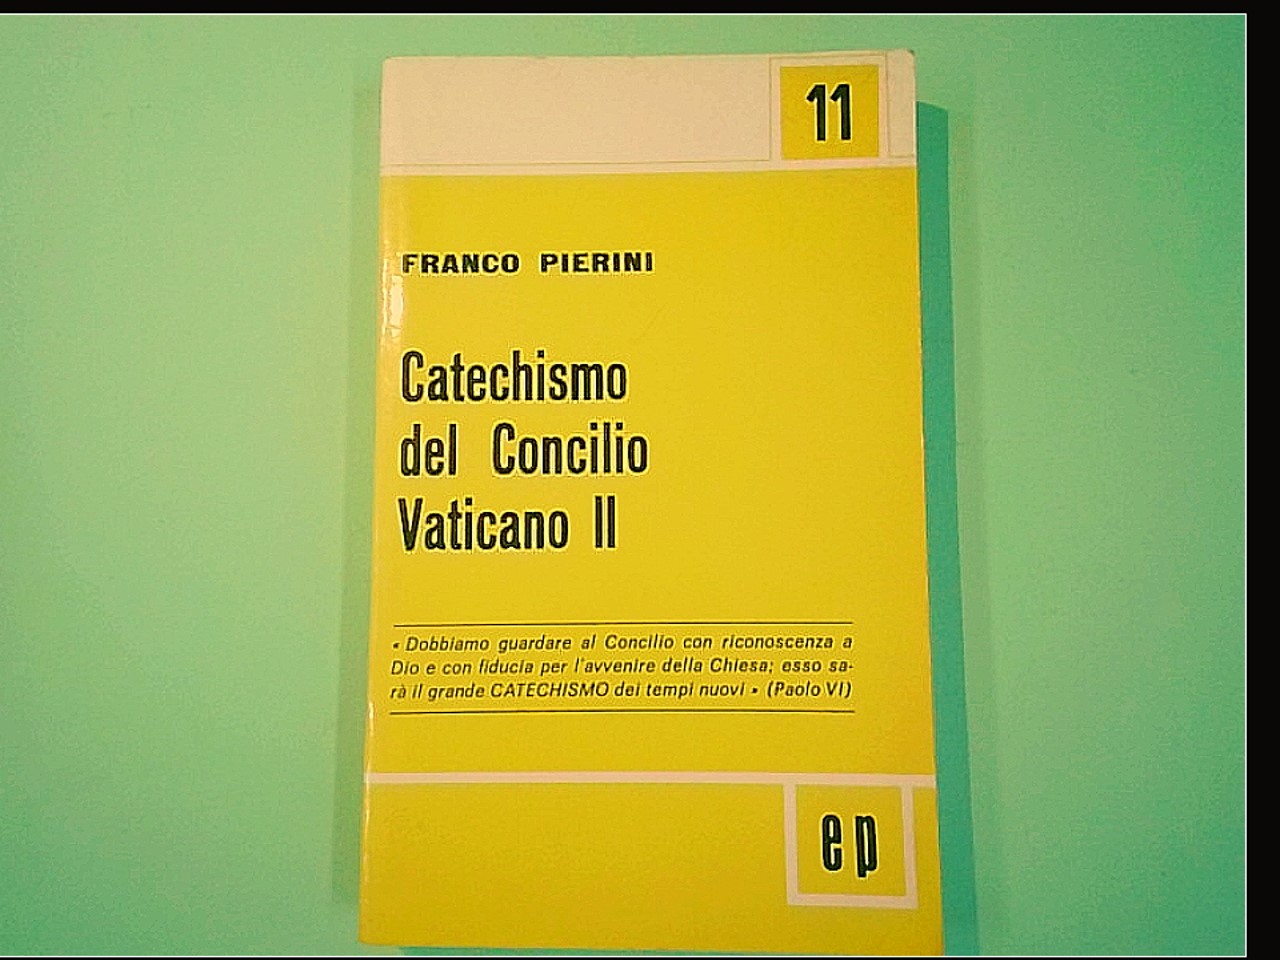 11
FRANCO PIERINI
Catechismo
del Concilio
Vaticano II
« Dobbiamo guardare al Concilio con riconoscenza a
Dio e con fiducia per l'avvenire della Chiesa; esso sa-
rà il grande CATECHISMO dei tempi nuovi » (Paolo VI)
ep